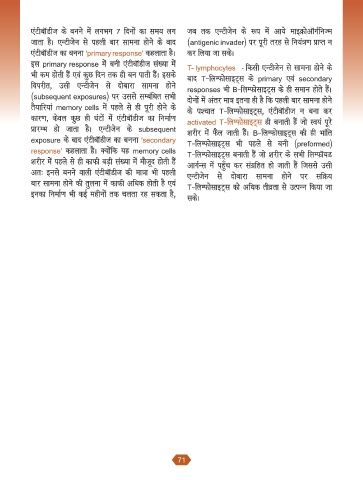 एंटीबॉडीज के बनने में लगभग 7 दिनों का समय लग
जाता है। एन्टीजेन से पहली बार सामना होने के बाद
एंटीबॉडीज का बनना 'primary response' कहलाता है।
इस primary response में बनी एंटीबॉडीज संख्या में
भी कम होती हैं एवं कुछ दिन तक ही बन पाती हैं। इसके
विपरीत, उसी एन्टीजेन से दोबारा सामना होने
(subsequent exposures) पर उससे सम्बंधित सभी
तैयारियां memory cells में पहले से ही पूरी होने के
कारण, केवल कुछ ही घंटों में एंटीबॉडीज का निर्माण
प्रारम्भ हो जाता है। एन्टीजेन के subsequent
exposure के बाद एंटीबॉडीज का बनना 'secondary
response' कहलाता है। क्योंकि यह memory cells
शरीर में पहले से ही काफी बड़ी संख्या में मौजूद होती हैं
अतः इनसे बनने वाली एंटीबॉडीज की मात्रा भी पहली
बार सामना होने की तुलना में काफी अधिक होती है एवं
इनका निर्माण भी कई महीनों तक चलता रह सकता है,
जब तक एन्टीजेन के रूप में आये माइक्रोऑर्गनिज्म
(antigenic invader) पर पूरी तरह से नियंत्रण प्राप्त न
कर लिया जा सके।
T- lymphocytes - किसी एन्टीजेन से सामना होने के
बाद T-लिम्फोसाइट्स के primary एवं secondary
responses भी B-लिम्फोसाइट्स के ही समान होते हैं।
दोनों में अंतर मात्र इतना ही है कि पहली बार सामना होने
के पश्चात T-लिम्फोसाइट्स, एंटीबॉडीज न बना कर
activated T-लिम्फोसाइट्स ही बनाती हैं जो स्वयं पूरे
शरीर में फैल जाती हैं। B-लिम्फोसाइट्स की ही भांति
T-लिम्फोसाइट्स भी पहले से बनी (preformed)
T-लिम्फोसाइट्स बनाती हैं जो शरीर के सभी लिम्फॉयड
आर्गन्स में पहुँच कर संग्रहित हो जाती हैं जिससे उसी
एन्टीजेन से दोबारा सामना होने पर सक्रिय
T-लिम्फोसाइट्स को अधिक तीव्रता से उत्पन्न किया जा
सके।
71